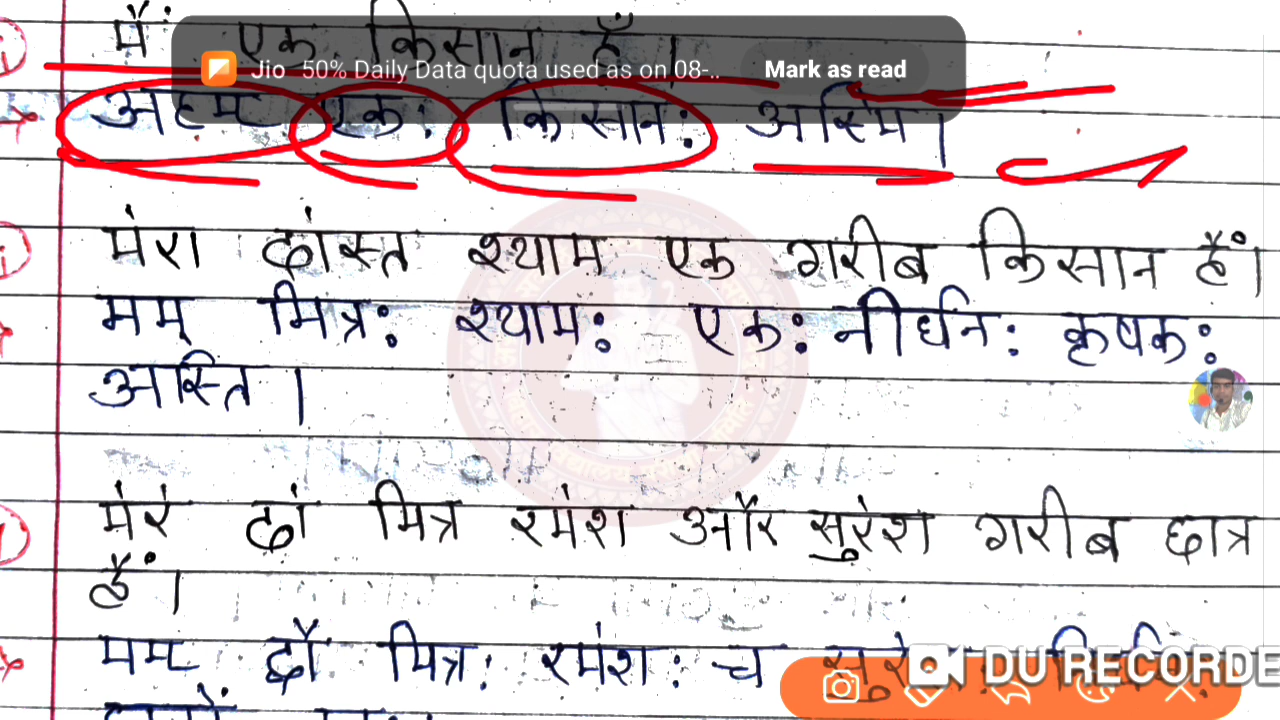 मैं एक किसान हूँ।
Jio 50% Daily Data quota used as on 08-.. Mark as read
अहम् एक: किसान: अस्मि।
मेरा दोस्त श्याम एक गरीब किसान हैं।
मम् मित्र: श्याम: एक: नीर्धन: कृषक:
अस्ति।
मेरे दो मित्र रमेश और सुरेश गरीब छात्र
हैं।
मम् द्वौ मित्र: रमेश: च
DU RECORDE